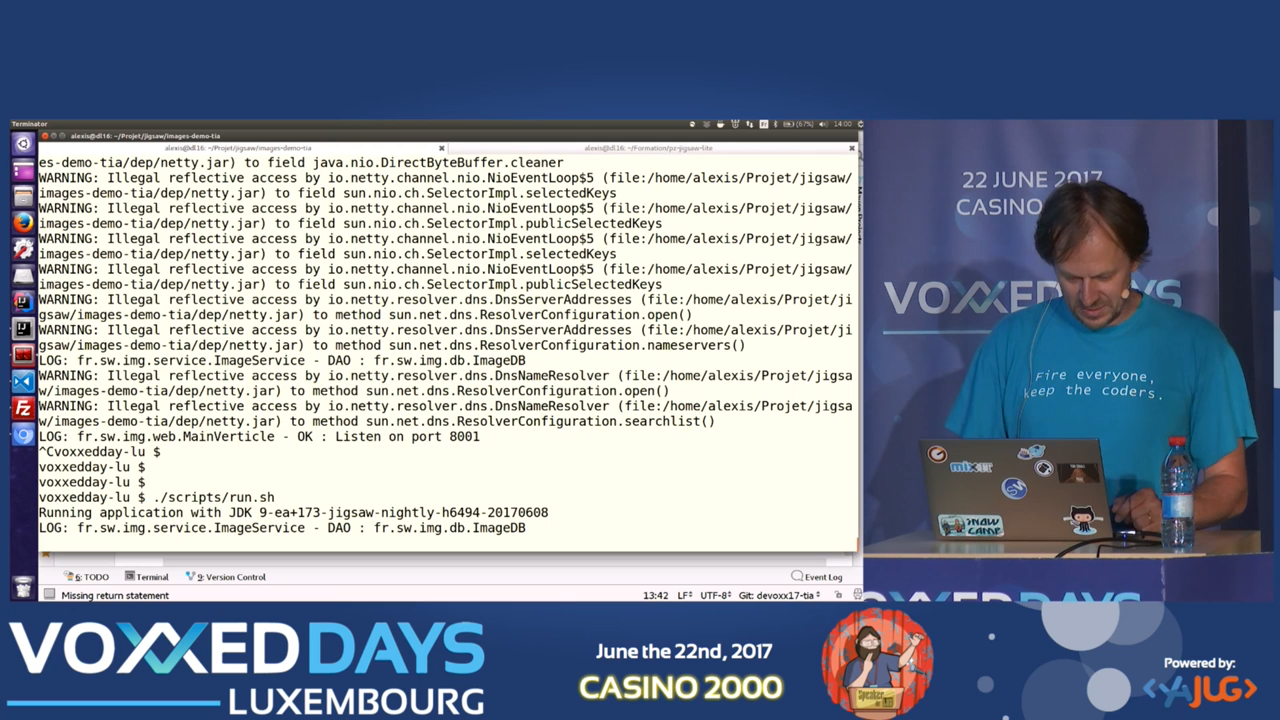 Terminator
(67%)
14:00
alexis@dl16: ~/Projet/jigsaw/images-demo-tia
alexis@dl16: ~/Projet/jigsaw/images-demo-tia
alexis@dl16: ~/Formation/pz-jigsaw-lite
es-demo-tia/dep/netty.jar) to field java.nio.DirectByteBuffer.cleaner
WARNING: Illegal reflective access by io.netty.channel.nio.NioEventLoop$5 (file:/home/alexis/Projet/jigsaw/
images-demo-tia/dep/netty.jar) to field sun.nio.ch.SelectorImpl.selectedKeys
WARNING: Illegal reflective access by io.netty.channel.nio.NioEventLoop$5 (file:/home/alexis/Projet/jigsaw/
images-demo-tia/dep/netty.jar) to field sun.nio.ch.SelectorImpl.publicSelectedKeys
WARNING: Illegal reflective access by io.netty.channel.nio.NioEventLoop$5 (file:/home/alexis/Projet/jigsaw/
images-demo-tia/dep/netty.jar) to field sun.nio.ch.SelectorImpl.selectedKeys
WARNING: Illegal reflective access by io.netty.channel.nio.NioEventLoop$5 (file:/home/alexis/Projet/jigsaw/
images-demo-tia/dep/netty.jar) to field sun.nio.ch.SelectorImpl.publicSelectedKeys
WARNING: Illegal reflective access by io.netty.resolver.dns.DnsServerAddresses (file:/home/alexis/Projet/ji
gsaw/images-demo-tia/dep/netty.jar) to method sun.net.dns.ResolverConfiguration.open()
WARNING: Illegal reflective access by io.netty.resolver.dns.DnsServerAddresses (file:/home/alexis/Projet/ji
gsaw/images-demo-tia/dep/netty.jar) to method sun.net.dns.ResolverConfiguration.nameservers()
LOG: fr.sw.img.service.ImageService - DAO : fr.sw.img.db.ImageDB
WARNING: Illegal reflective access by io.netty.resolver.dns.DnsNameResolver (file:/home/alexis/Projet/jigsa
w/images-demo-tia/dep/netty.jar) to method sun.net.dns.ResolverConfiguration.open()
WARNING: Illegal reflective access by io.netty.resolver.dns.DnsNameResolver (file:/home/alexis/Projet/jigsa
w/images-demo-tia/dep/netty.jar) to method sun.net.dns.ResolverConfiguration.searchlist()
LOG: fr.sw.img.web.MainVerticle - OK : Listen on port 8001
^Cvoxxedday-lu $
voxxedday-lu $
voxxedday-lu $
voxxedday-lu $ ./scripts/run.sh
Running application with JDK 9-ea+173-jigsaw-nightly-h6494-20170608
LOG: fr.sw.img.service.ImageService - DAO : fr.sw.img.db.ImageDB
6: TODO
Terminal
9: Version Control
Event Log
Missing return statement
13:42
LF
UTF-8
Git: devoxx17-tia
22 JUNE 2017
CASINO
VOXXED DAYS
Fire everyone,
keep the coders.
mixIT
SW
SNOW
CAMP
VOXXED DAYS
LUXEMBOURG
June the 22nd, 2017
CASINO 2000
Speaker
Powered by:
YAJUG